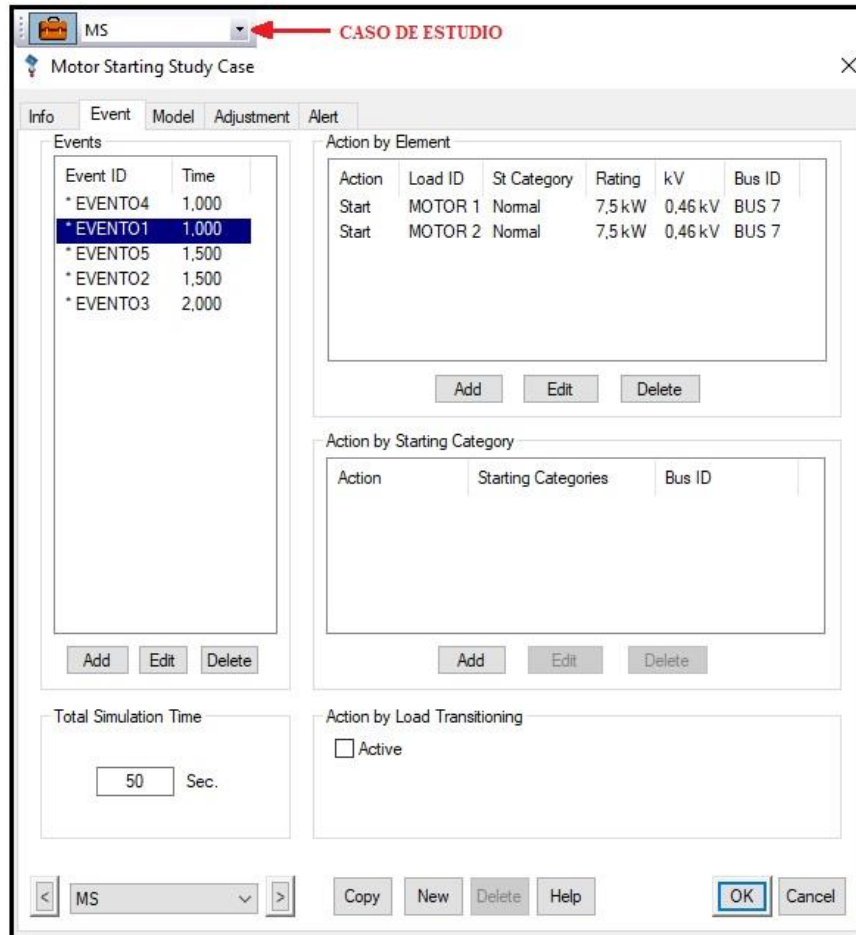 MS
CASO DE ESTUDIO
Motor Starting Study Case
Info Event Model Adjustment Alert
Events
Event ID Time
* EVENTO4 1,000
* EVENTO1 1,000
* EVENTO5 1,500
* EVENTO2 1,500
* EVENTO3 2,000
Add Edit Delete
Action by Element
Action Load ID St Category Rating kV Bus ID
Start MOTOR 1 Normal 7,5 kW 0,46 kV BUS 7
Start MOTOR 2 Normal 7,5 kW 0,46 kV BUS 7
Add Edit Delete
Action by Starting Category
Action Starting Categories Bus ID
Add Edit Delete
Total Simulation Time
50 Sec.
Action by Load Transitioning
Active
< MS > Copy New Delete Help OK Cancel